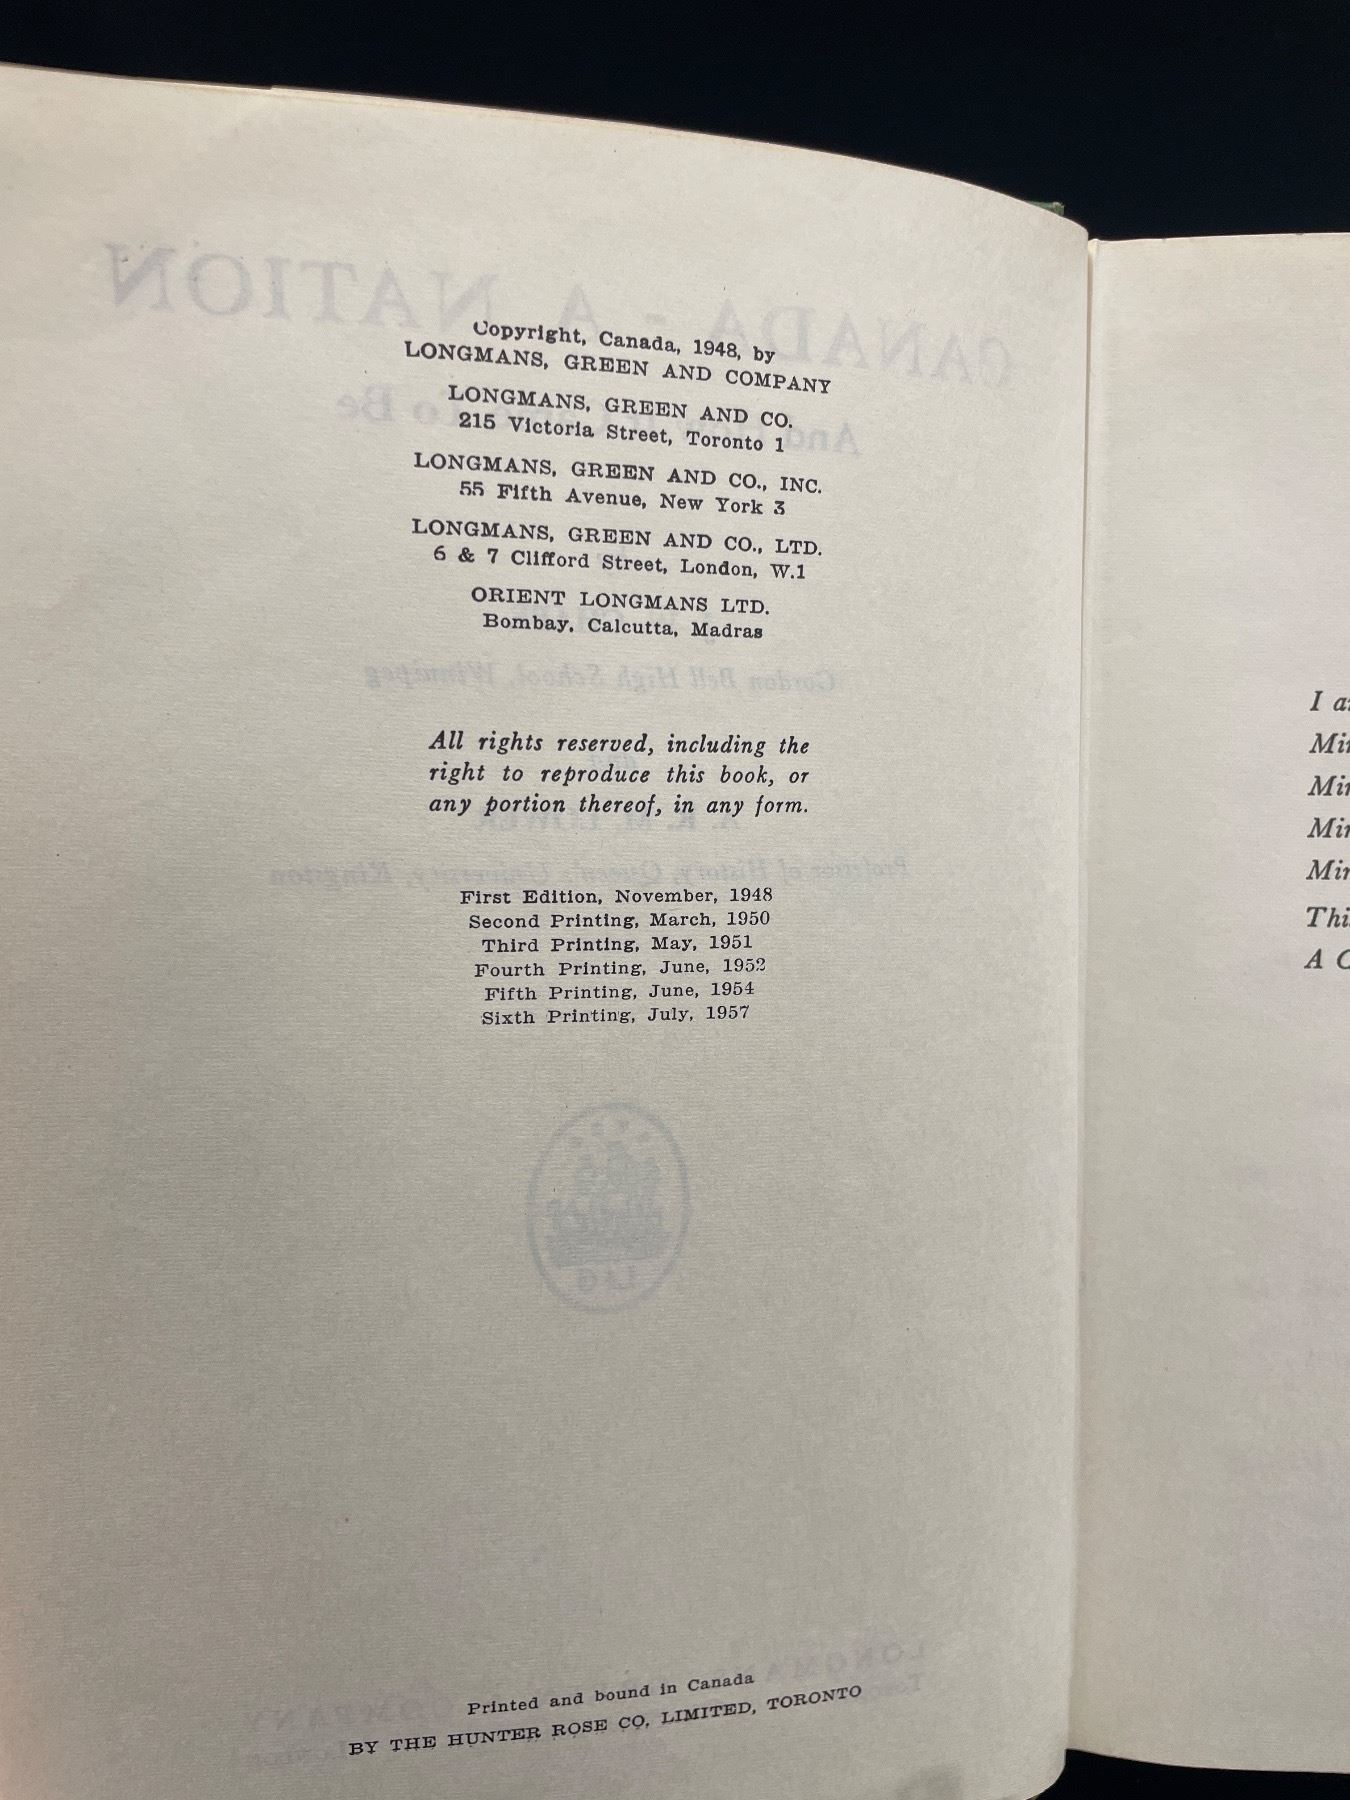 Copyright, Canada, 1948, by
LONGMANS, GREEN AND COMPANY
LONGMANS, GREEN AND CO.
215 Victoria Street, Toronto 1
LONGMANS, GREEN AND CO., INC.
55 Fifth Avenue, New York 3
LONGMANS, GREEN AND CO., LTD.
6 & 7 Clifford Street, London, W.1
ORIENT LONGMANS LTD.
Bombay, Calcutta, Madras
All rights reserved, including the
right to reproduce this book, or
any portion thereof, in any form.
First Edition, November, 1948
Second Printing, March, 1950
Third Printing, May, 1951
Fourth Printing, June, 1952
Fifth Printing, June, 1954
Sixth Printing, July, 1957
Printed and bound in Canada
BY THE HUNTER ROSE CO. LIMITED, TORONTO
I
A